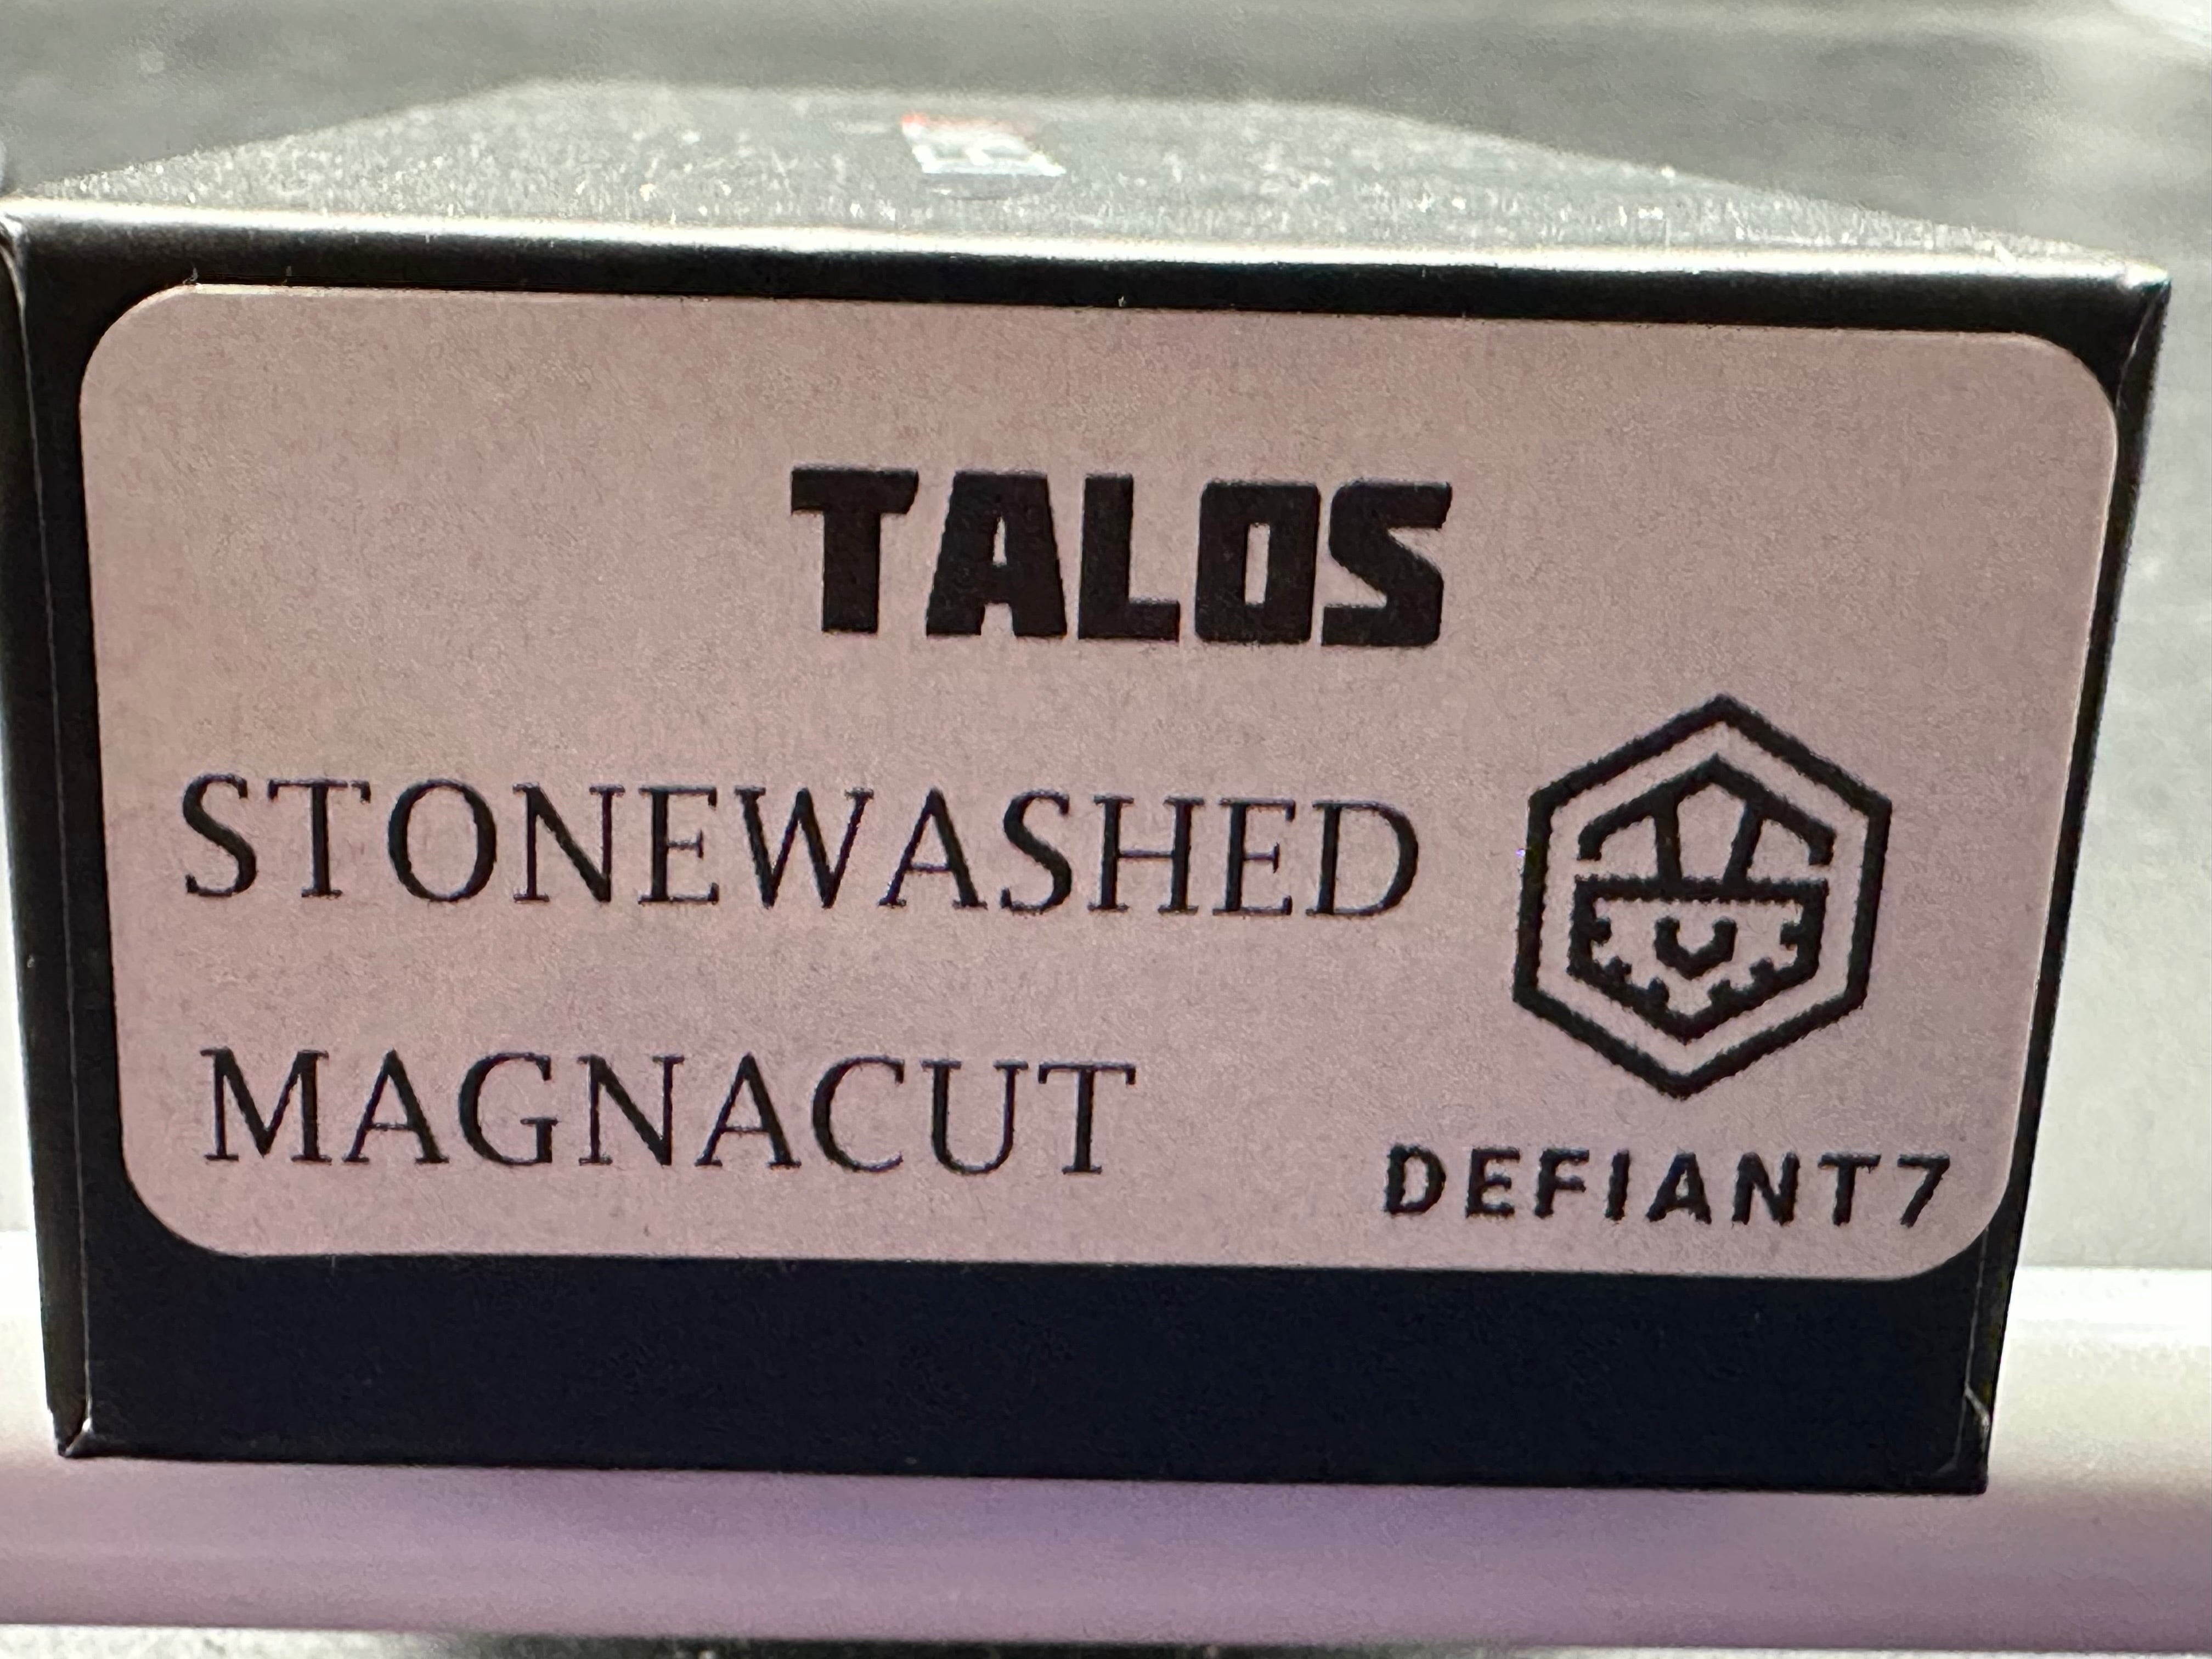 TALOS
STONEWASHED
MAGNACUT
DEFIANT7